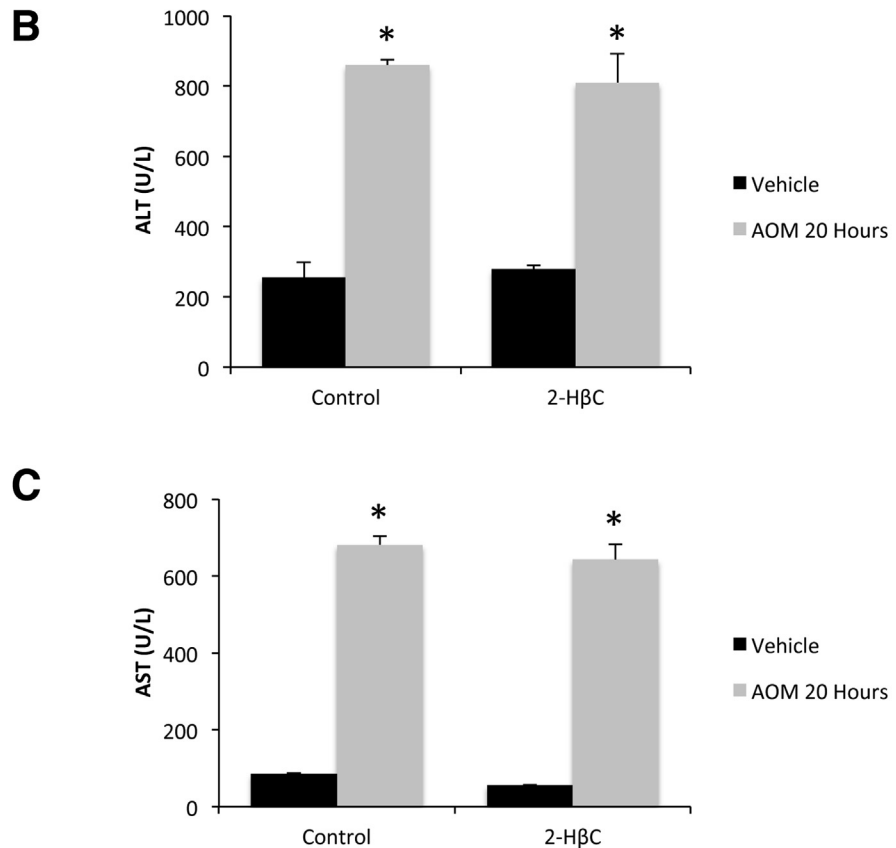 B
1000
800
600
400
200
0
ALT (U/L)
*
*
Control
2-HβC
Vehicle
AOM 20 Hours
C
800
600
400
200
0
AST (U/L)
*
*
Control
2-HβC
Vehicle
AOM 20 Hours